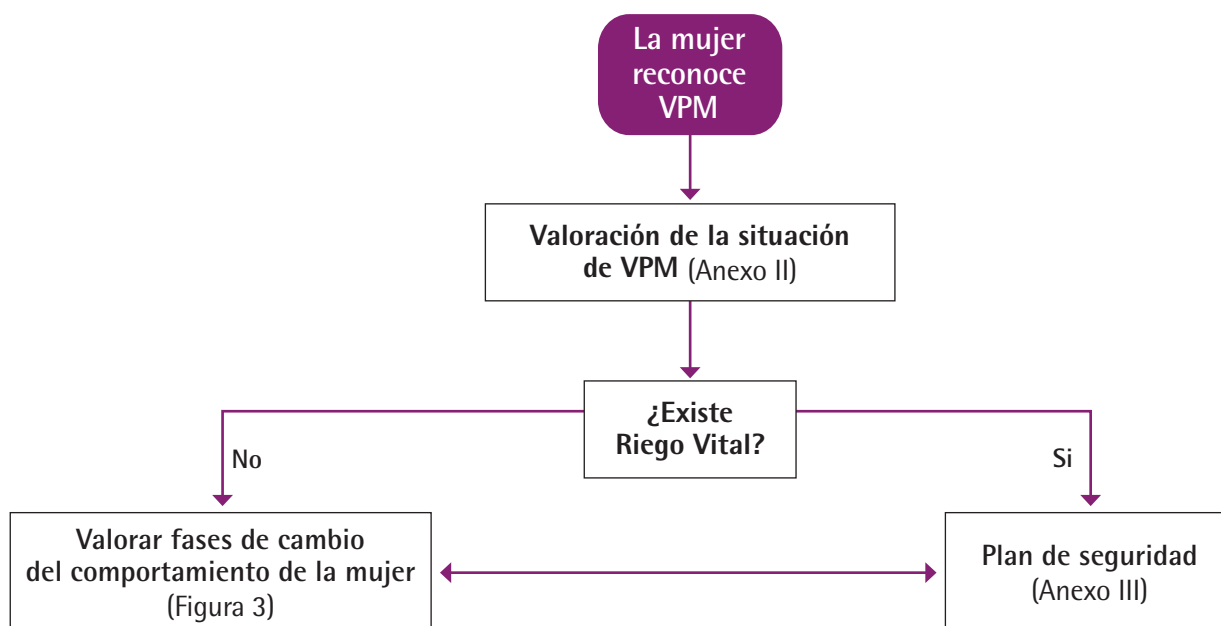 La mujer
reconoce
VPM
Valoración de la situación
de VPM (Anexo II)
¿Existe
Riego Vital?
No
Si
Valorar fases de cambio
del comportamiento de la mujer
(Figura 3)
Plan de seguridad
(Anexo III)